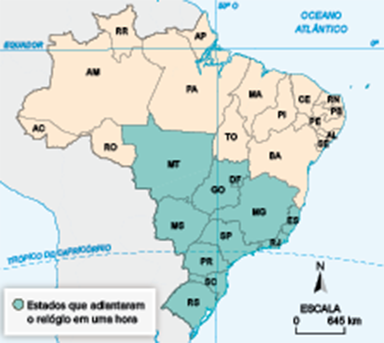 50º O
OCEANO
ATLÂNTICO
EQUADOR
0º
RR
AP
AM
PA
MA
CE
RN
PB
PI
PE
AL
SE
AC
RO
TO
BA
MT
DF
GO
MG
ES
MS
SP
RJ
TRÓPICO DE CAPRICÓRNIO
PR
SC
RS
N
Estados que adiantaram
o relógio em uma hora
ESCALA
0 645 km